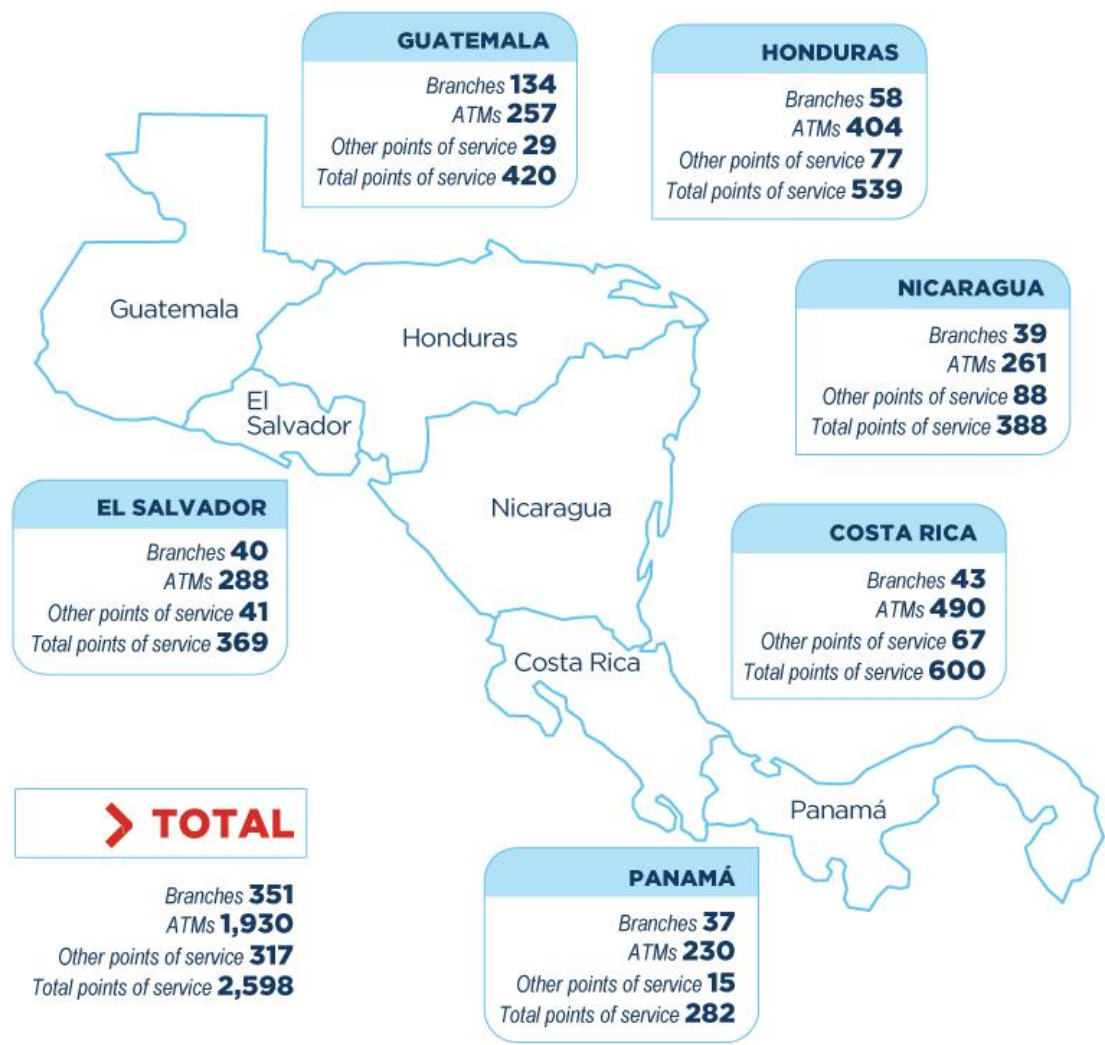 GUATEMALA
Branches 134
ATMs 257
Other points of service 29
Total points of service 420
HONDURAS
Branches 58
ATMs 404
Other points of service 77
Total points of service 539
Guatemala
Honduras
NICARAGUA
Branches 39
ATMs 261
Other points of service 88
Total points of service 388
El
Salvador
Nicaragua
EL SALVADOR
Branches 40
ATMs 288
Other points of service 41
Total points of service 369
COSTA RICA
Branches 43
ATMs 490
Other points of service 67
Total points of service 600
Costa Rica
Panamá
TOTAL
Branches 351
ATMs 1,930
Other points of service 317
Total points of service 2,598
PANAMÁ
Branches 37
ATMs 230
Other points of service 15
Total points of service 282